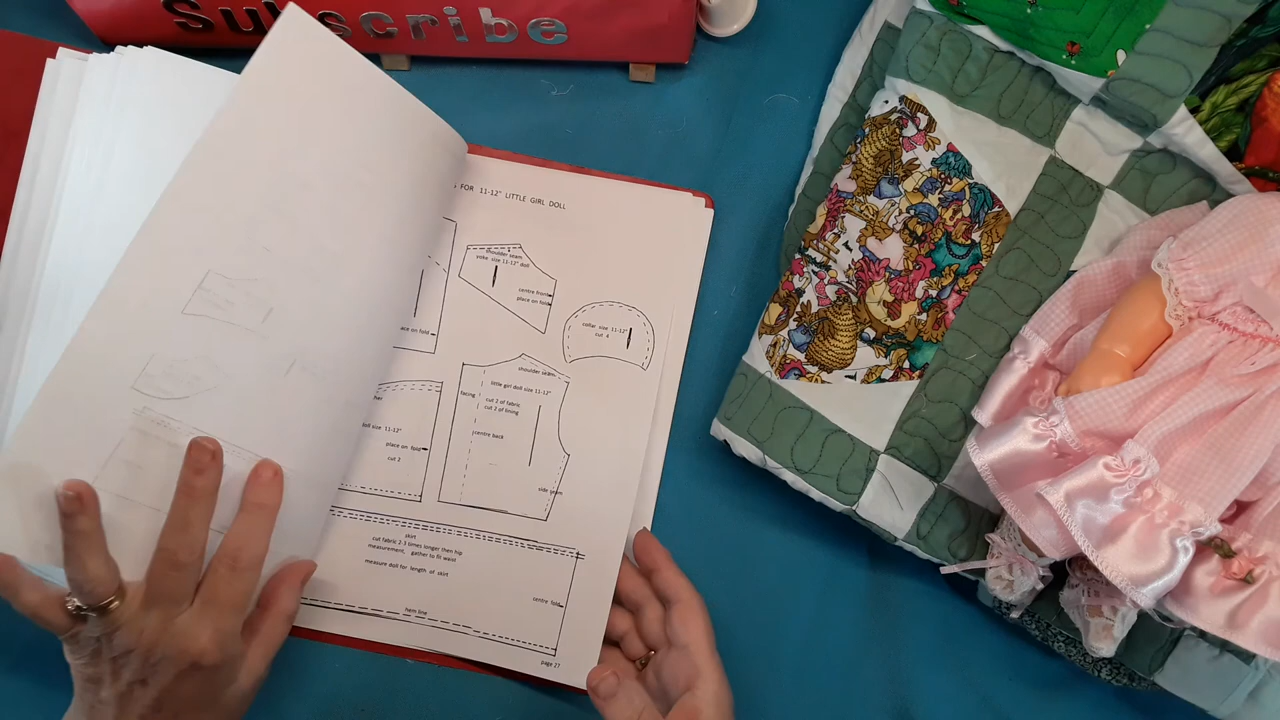 Subscribe
FOR 11-12" LITTLE GIRL DOLL
shoulder seam
yoke size 11-12" doll
centre front
place on fold
ace on fold
collar size 11-12"
cut 4
shoulder seam
little girl doll size 11-12"
facing
cut 2 of fabric
cut 2 of lining
centre back
side seam
doll size 11-12"
place on fold
cut 2
skirt
cut fabric 2-3 times longer then hip
measurement, gather to fit waist
measure doll for length of skirt
centre fold
hem line
page 27